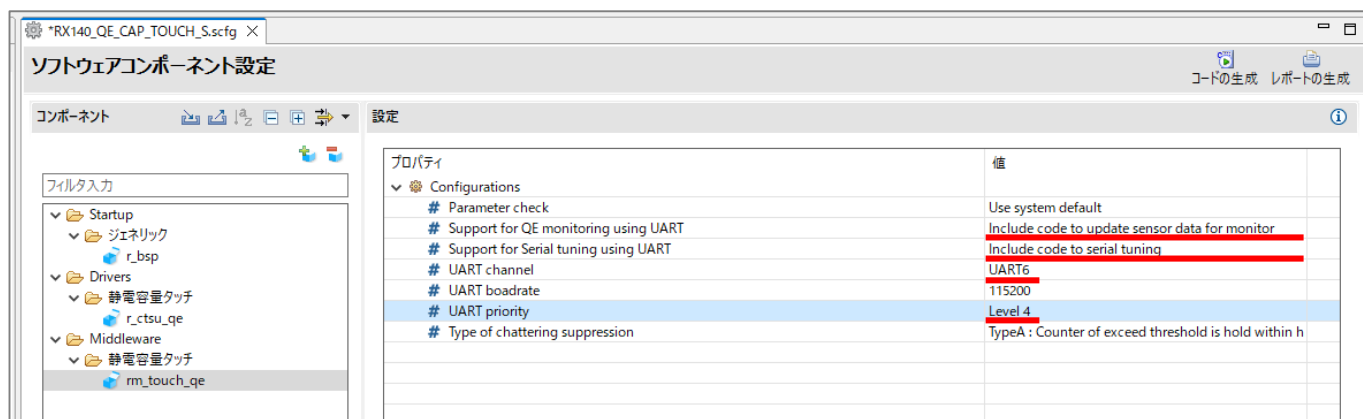 *RX140_QE_CAP_TOUCH_S.scfg
ソフトウェアコンポーネント設定
コードの生成 レポートの生成
コンポーネント
設定
フィルタ入力
Startup
ジェネリック
r_bsp
Drivers
静電容量タッチ
r_ctsu_qe
Middleware
静電容量タッチ
rm_touch_qe
プロパティ 値
Configurations
# Parameter check Use system default
# Support for QE monitoring using UART Include code to update sensor data for monitor
# Support for Serial tuning using UART Include code to serial tuning
# UART channel UART6
# UART boadrate 115200
# UART priority Level 4
# Type of chattering suppression TypeA : Counter of exceed threshold is hold within h